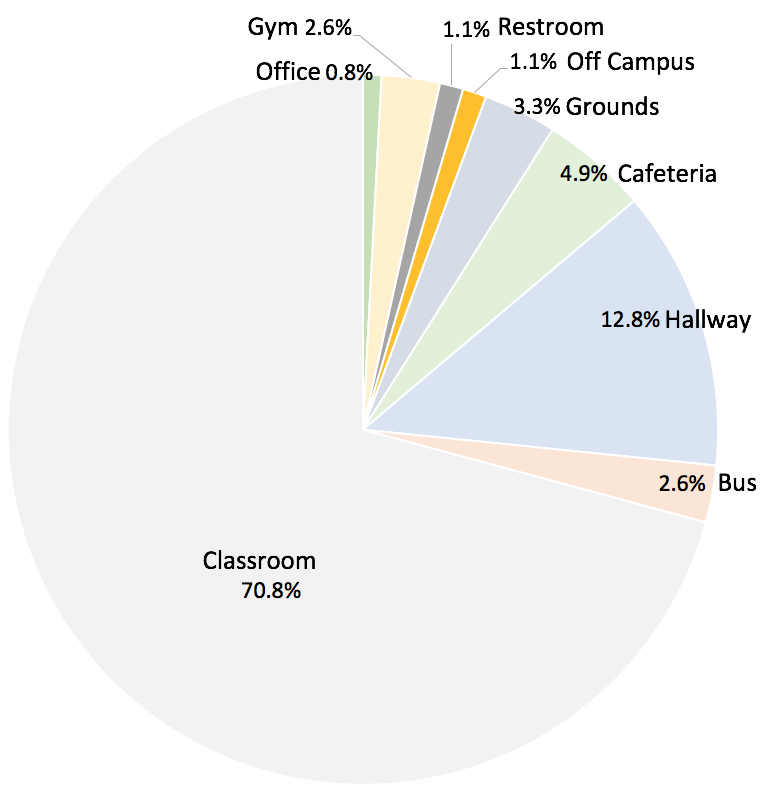 Gym 2.6%
1.1% Restroom
1.1% Off Campus
Office 0.8%
3.3% Grounds
4.9% Cafeteria
12.8% Hallway
2.6% Bus
Classroom
70.8%